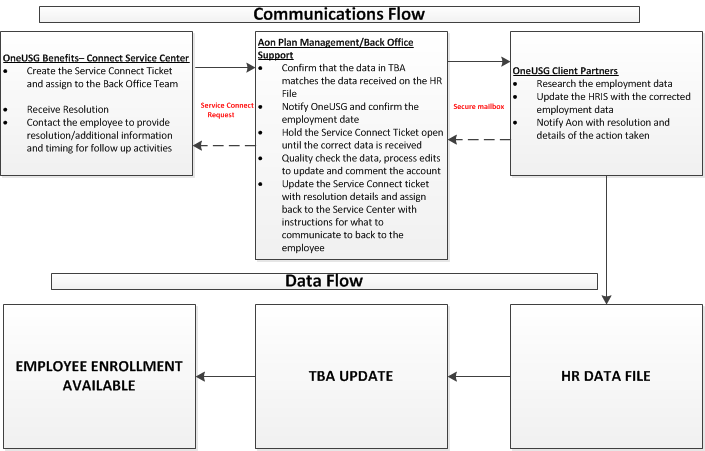 Communications Flow
OneUSG Benefits– Connect Service Center
• Create the Service Connect Ticket
and assign to the Back Office Team
• Receive Resolution
• Contact the employee to provide
resolution/additional information
and timing for follow up activities
Service Connect
Request
Aon Plan Management/Back Office
Support
• Confirm that the data in TBA
matches the data received on the HR
File
• Notify OneUSG and confirm the
employment date
• Hold the Service Connect Ticket open
until the correct data is received
• Quality check the data, process edits
to update and comment the account
• Update the Service Connect ticket
with resolution details and assign
back to the Service Center with
instructions for what to
communicate to back to the
employee
Secure mailbox
OneUSG Client Partners
• Research the employment data
• Update the HRIS with the corrected
employment data
• Notify Aon with resolution and
details of the action taken
Data Flow
EMPLOYEE ENROLLMENT
AVAILABLE
TBA UPDATE
HR DATA FILE